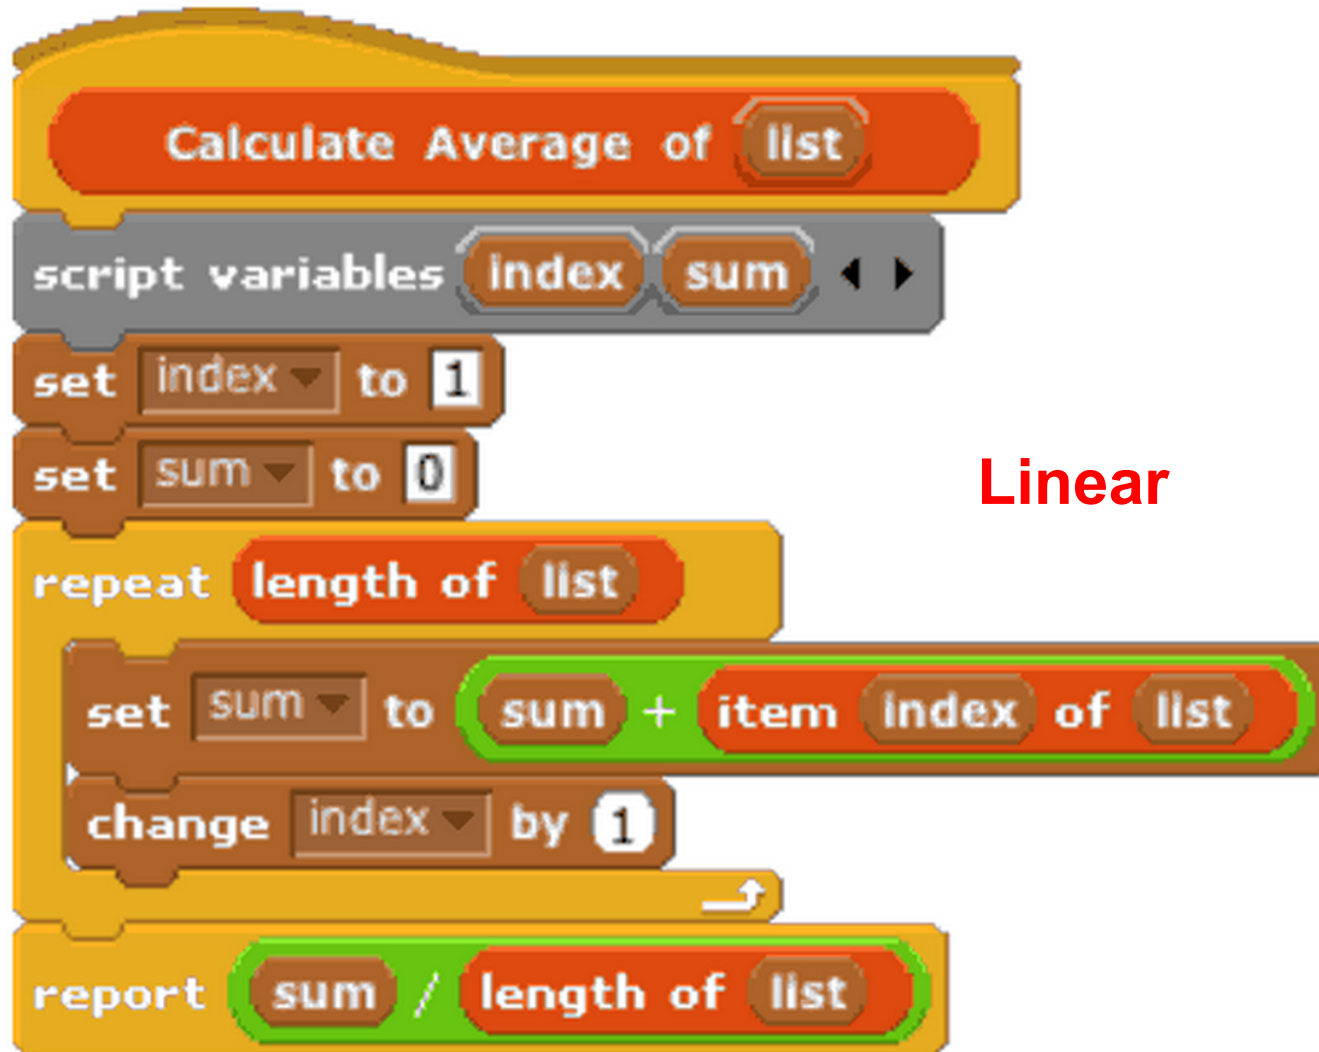 Calculate Average of list
script variables index sum
set index to 1
set sum to 0
Linear
repeat length of list
set sum to sum + item index of list
change index by 1
report sum / length of list